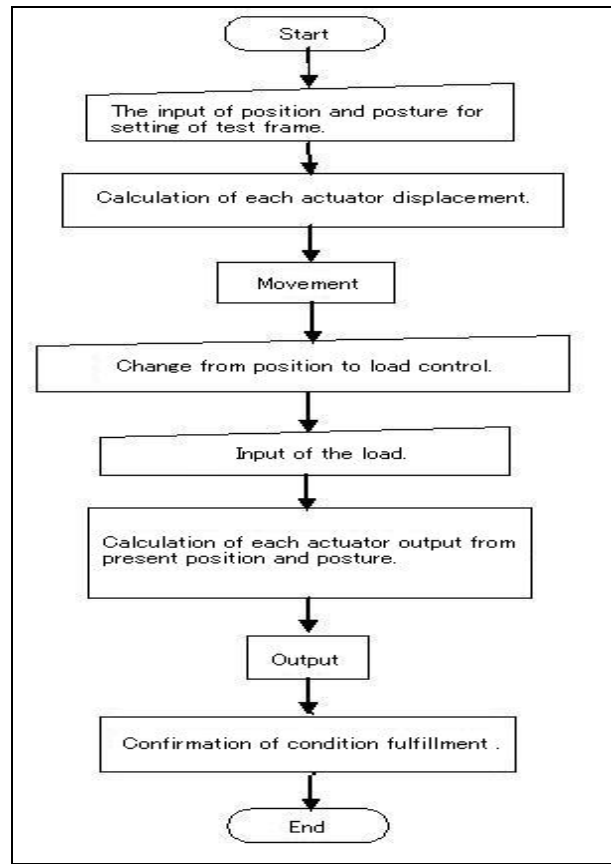 Start
The input of position and posture for
setting of test frame.
Calculation of each actuator displacement.
Movement
Change from position to load control.
Input of the load.
Calculation of each actuator output from
present position and posture.
Output
Confirmation of condition fulfillment .
End